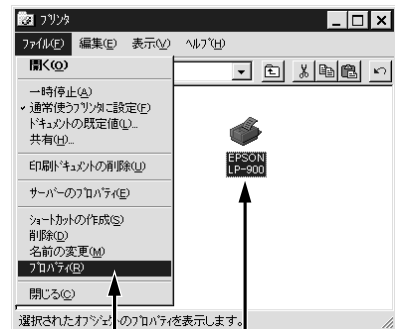 プリンタ
ファイル(F) 編集(E) 表示(V) ヘルプ(H)
開く(O)
一時停止(A)
通常使うプリンタに設定(F)
ドキュメントの既定値(L)...
共有(H)...
印刷ドキュメントの削除(U)
サーバーのプロパティ(E)
ショートカットの作成(S)
削除(D)
名前の変更(M)
プロパティ(R)
閉じる(C)
EPSON
LP-900
選択されたオブジェクトのプロパティを表示します。